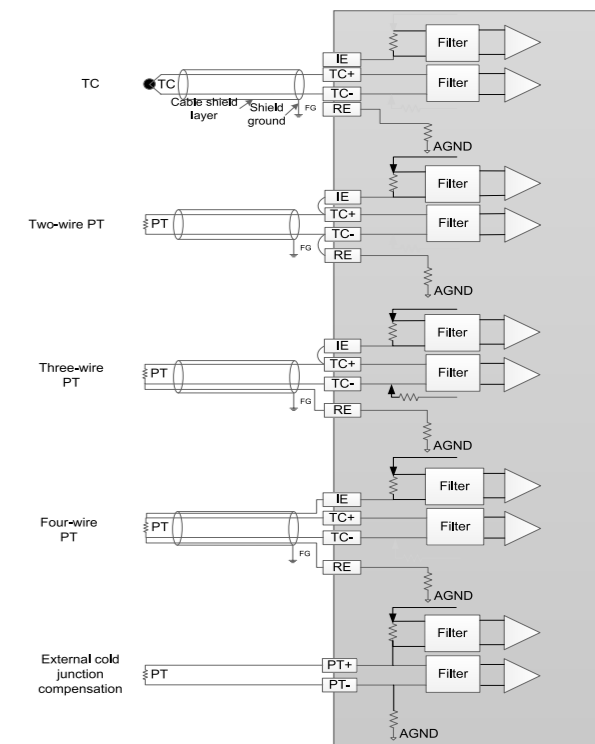 Filter
IE
TC
TC
TC+
Filter
TC-
Cable shield
layer
Shield
ground
FG
RE
AGND
Filter
IE
Two-wire PT
PT
TC+
Filter
TC-
FG
RE
AGND
Filter
IE
Three-wire
PT
PT
TC+
Filter
TC-
FG
RE
AGND
Filter
IE
Four-wire
PT
PT
TC+
Filter
TC-
FG
RE
AGND
Filter
External cold
junction
compensation
PT
PT+
Filter
PT-
AGND